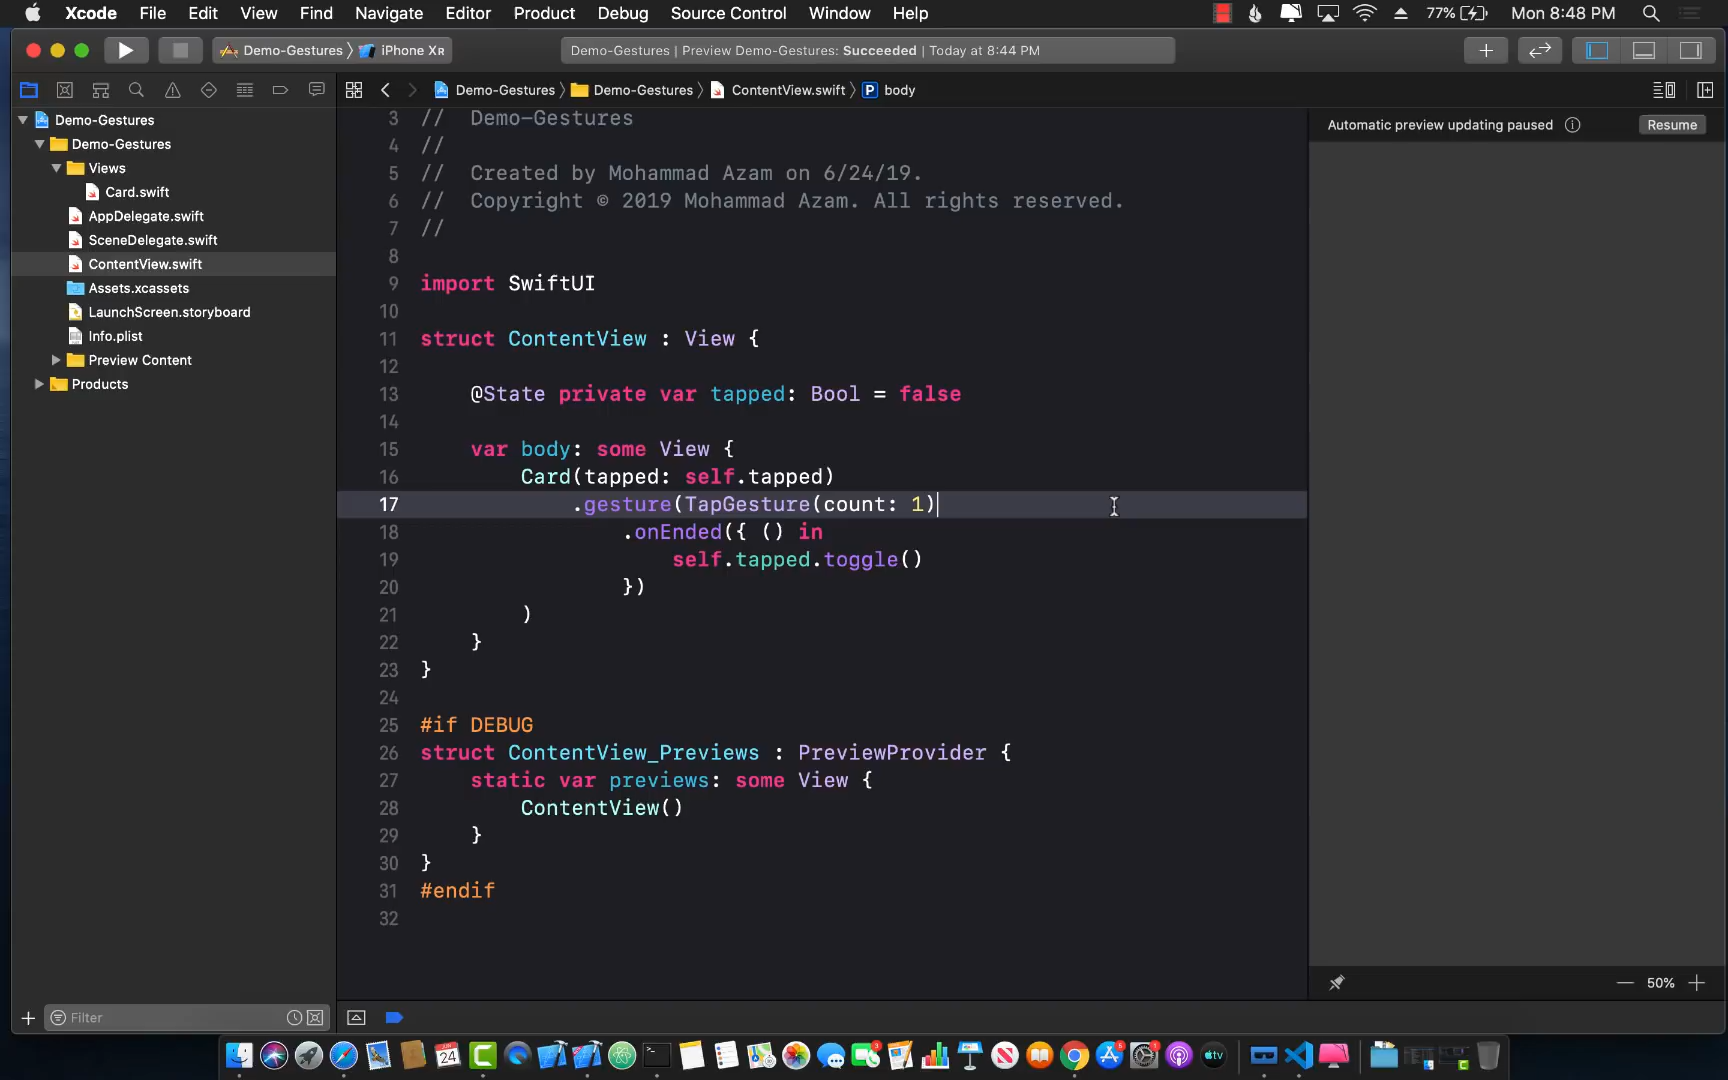 Xcode File Edit View Find Navigate Editor Product Debug Source Control Window Help 77% Mon 8:48 PM
Demo-Gestures iPhone Xʀ Demo-Gestures | Preview Demo-Gestures: Succeeded | Today at 8:44 PM
Demo-Gestures Demo-Gestures ContentView.swift P body
Demo-Gestures
Demo-Gestures
Views
Card.swift
AppDelegate.swift
SceneDelegate.swift
ContentView.swift
Assets.xcassets
LaunchScreen.storyboard
Info.plist
Preview Content
Products
Filter
3 // Demo-Gestures
4 //
5 // Created by Mohammad Azam on 6/24/19.
6 // Copyright © 2019 Mohammad Azam. All rights reserved.
7 //
8
9 import SwiftUI
10
11 struct ContentView : View {
12
13 @State private var tapped: Bool = false
14
15 var body: some View {
16 Card(tapped: self.tapped)
17 .gesture(TapGesture(count: 1)
18 .onEnded({ () in
19 self.tapped.toggle()
20 })
21 )
22 }
23 }
24
25 #if DEBUG
26 struct ContentView_Previews : PreviewProvider {
27 static var previews: some View {
28 ContentView()
29 }
30 }
31 #endif
32
Automatic preview updating paused Resume
50%
24
3
6
1
tv